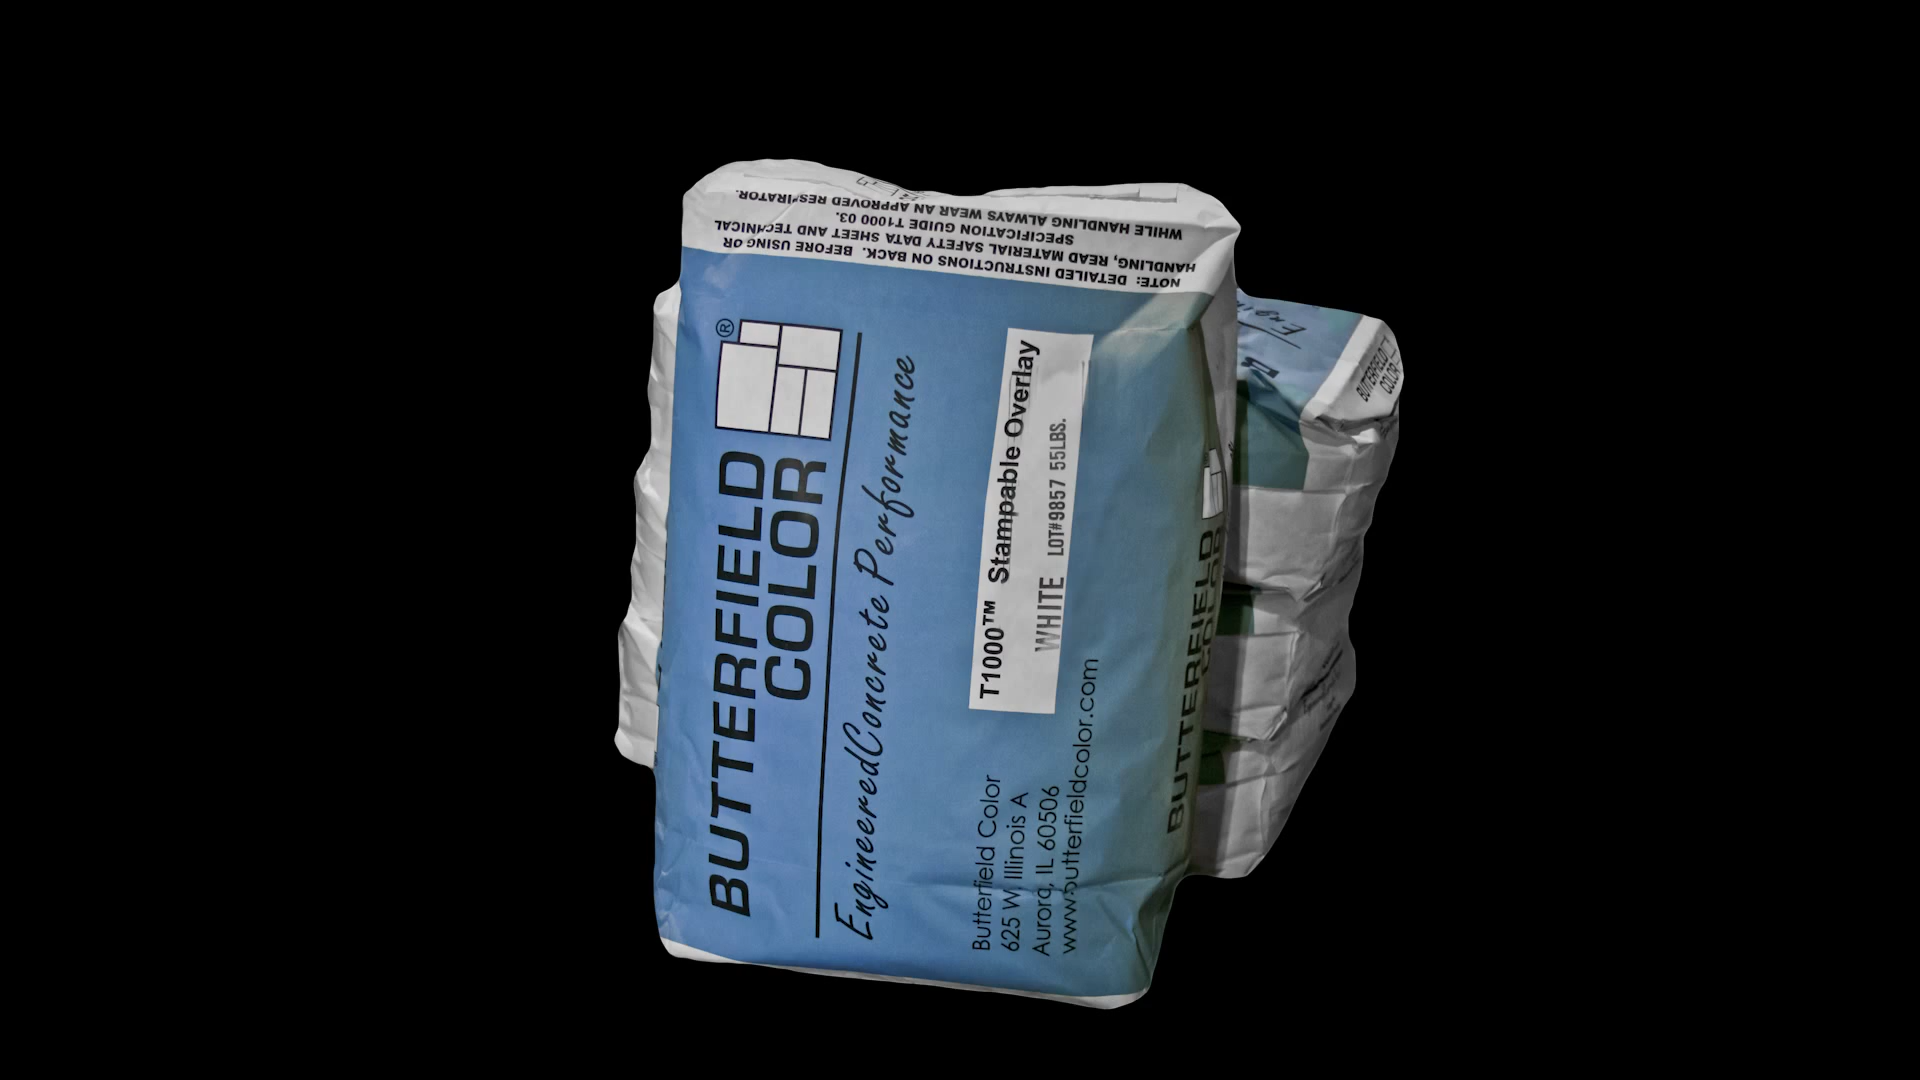 NOTE: DETAILED INSTRUCTIONS ON BACK. BEFORE USING OR
HANDLING, READ MATERIAL SAFETY DATA SHEET AND TECHNICAL
SPECIFICATION GUIDE T1000 03.
WHILE HANDLING ALWAYS WEAR AN APPROVED RESPIRATOR.
BUTTERFIELD
COLOR
®
EngineeredConcrete Performance
T1000™ Stampable Overlay
WHITE LOT#9857 55LBS.
Butterfield Color
625 W. Illinois A
Aurora, IL 60506
www.butterfieldcolor.com
BUTTERFIELD
COLOR
BUTTERFIELD
COLOR